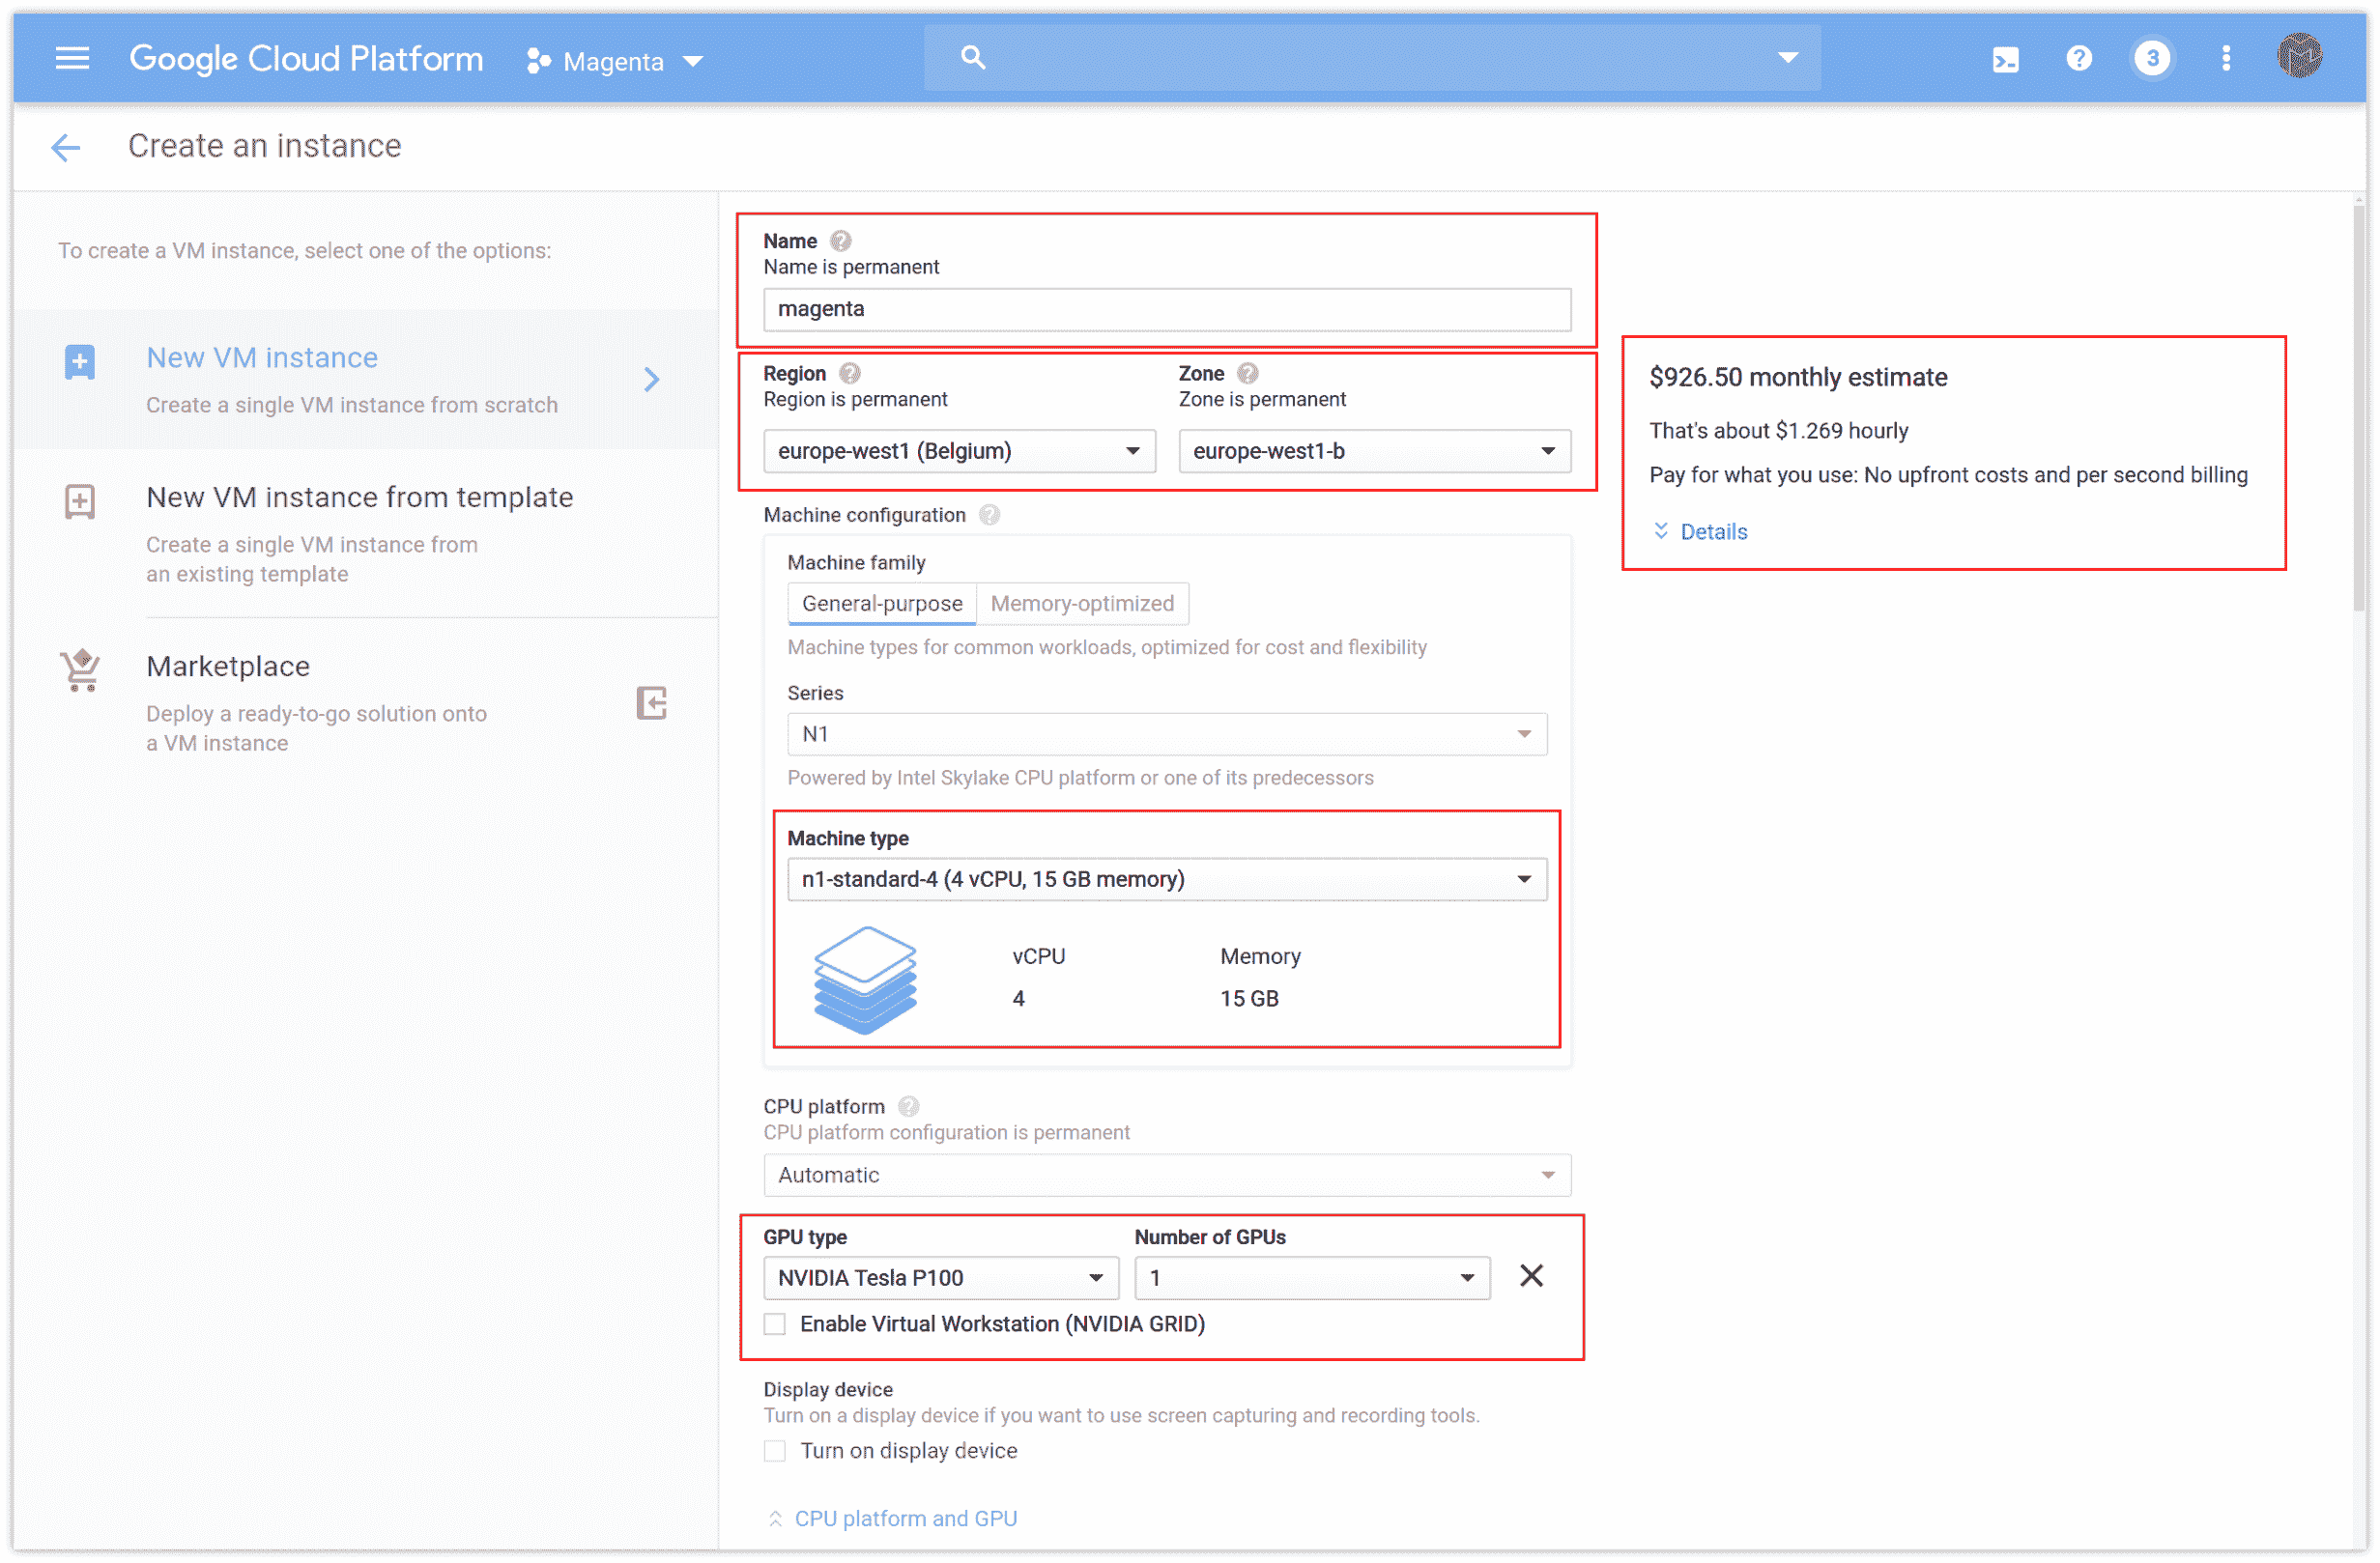 Google Cloud Platform
Magenta
3
Create an instance
To create a VM instance, select one of the options:
New VM instance
Create a single VM instance from scratch
New VM instance from template
Create a single VM instance from
an existing template
Marketplace
Deploy a ready-to-go solution onto
a VM instance
Name
Name is permanent
magenta
Region
Region is permanent
europe-west1 (Belgium)
Zone
Zone is permanent
europe-west1-b
Machine configuration
Machine family
General-purpose
Memory-optimized
Machine types for common workloads, optimized for cost and flexibility
Series
N1
Powered by Intel Skylake CPU platform or one of its predecessors
Machine type
n1-standard-4 (4 vCPU, 15 GB memory)
vCPU
Memory
4
15 GB
CPU platform
CPU platform configuration is permanent
Automatic
GPU type
Number of GPUs
NVIDIA Tesla P100
1
Enable Virtual Workstation (NVIDIA GRID)
Display device
Turn on a display device if you want to use screen capturing and recording tools.
Turn on display device
CPU platform and GPU
$926.50 monthly estimate
That's about $1.269 hourly
Pay for what you use: No upfront costs and per second billing
Details